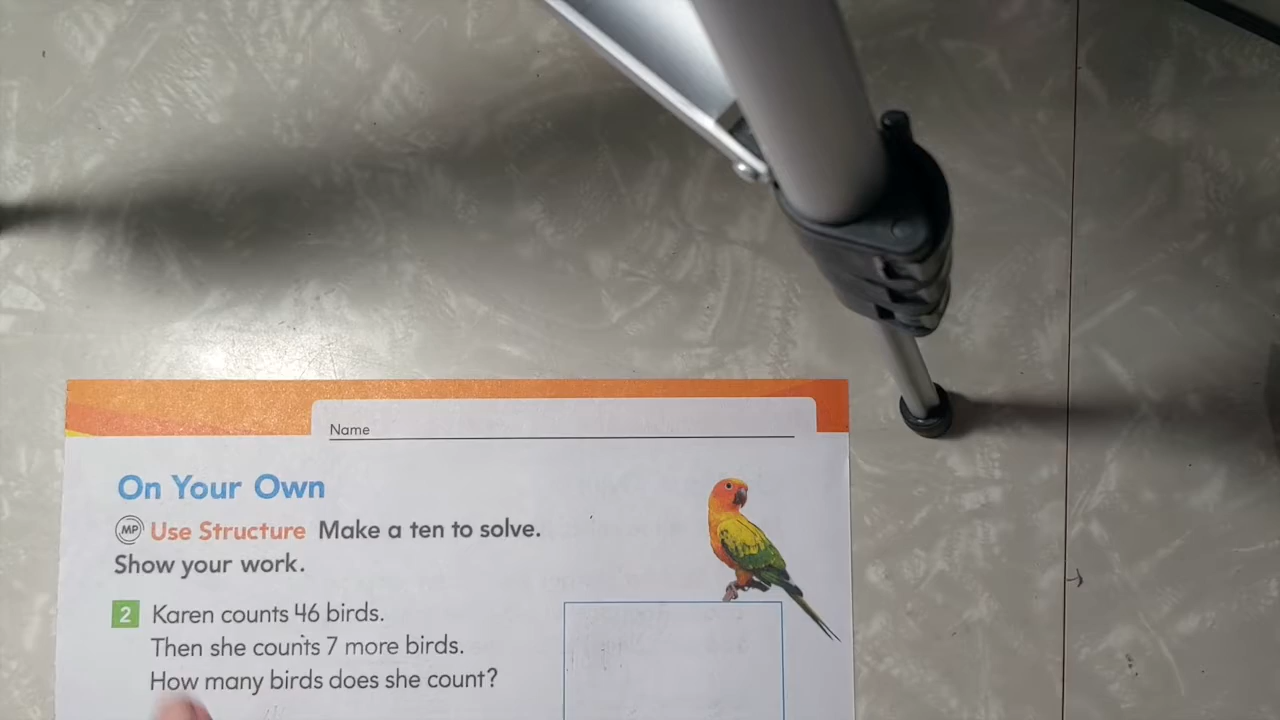 Name
On Your Own
MP Use Structure Make a ten to solve.
Show your work.
2 Karen counts 46 birds.
Then she counts 7 more birds.
How many birds does she count?